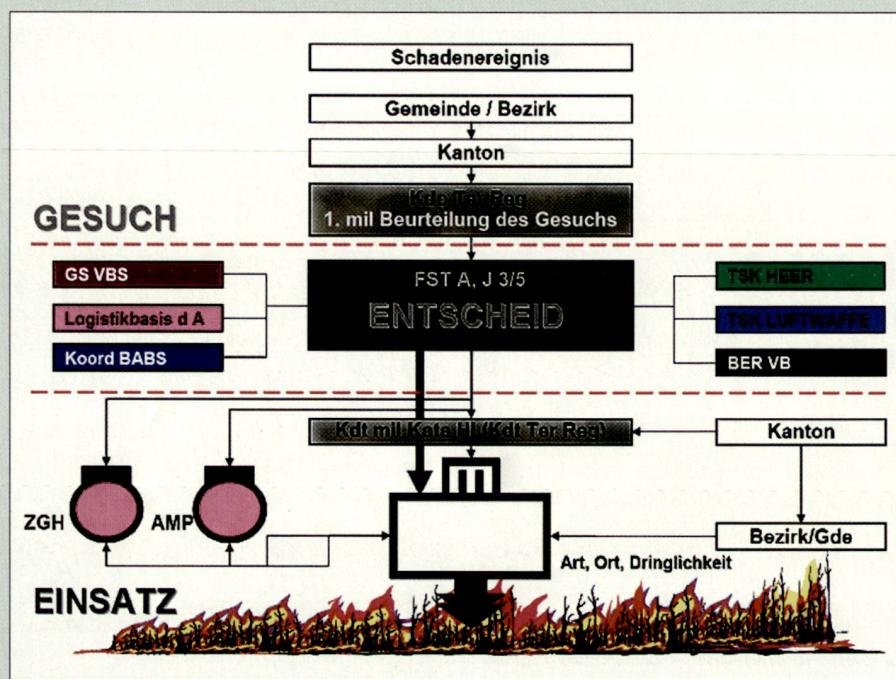 Schadenereignis
Gemeinde / Bezirk
Kanton
Kdo Ter Reg
1. mil Beurteilung des Gesuchs
GESUCH
FST A, J 3/5
ENTSCHEID
GS VBS
Logistikbasis d A
Koord BABS
TSK HEER
TSK LUFTWAFFE
BER VB
Kdt mil Kata Hi (Kdt Ter Reg)
Kanton
ZGH
AMP
Bezirk/Gde
Art, Ort, Dringlichkeit
EINSATZ